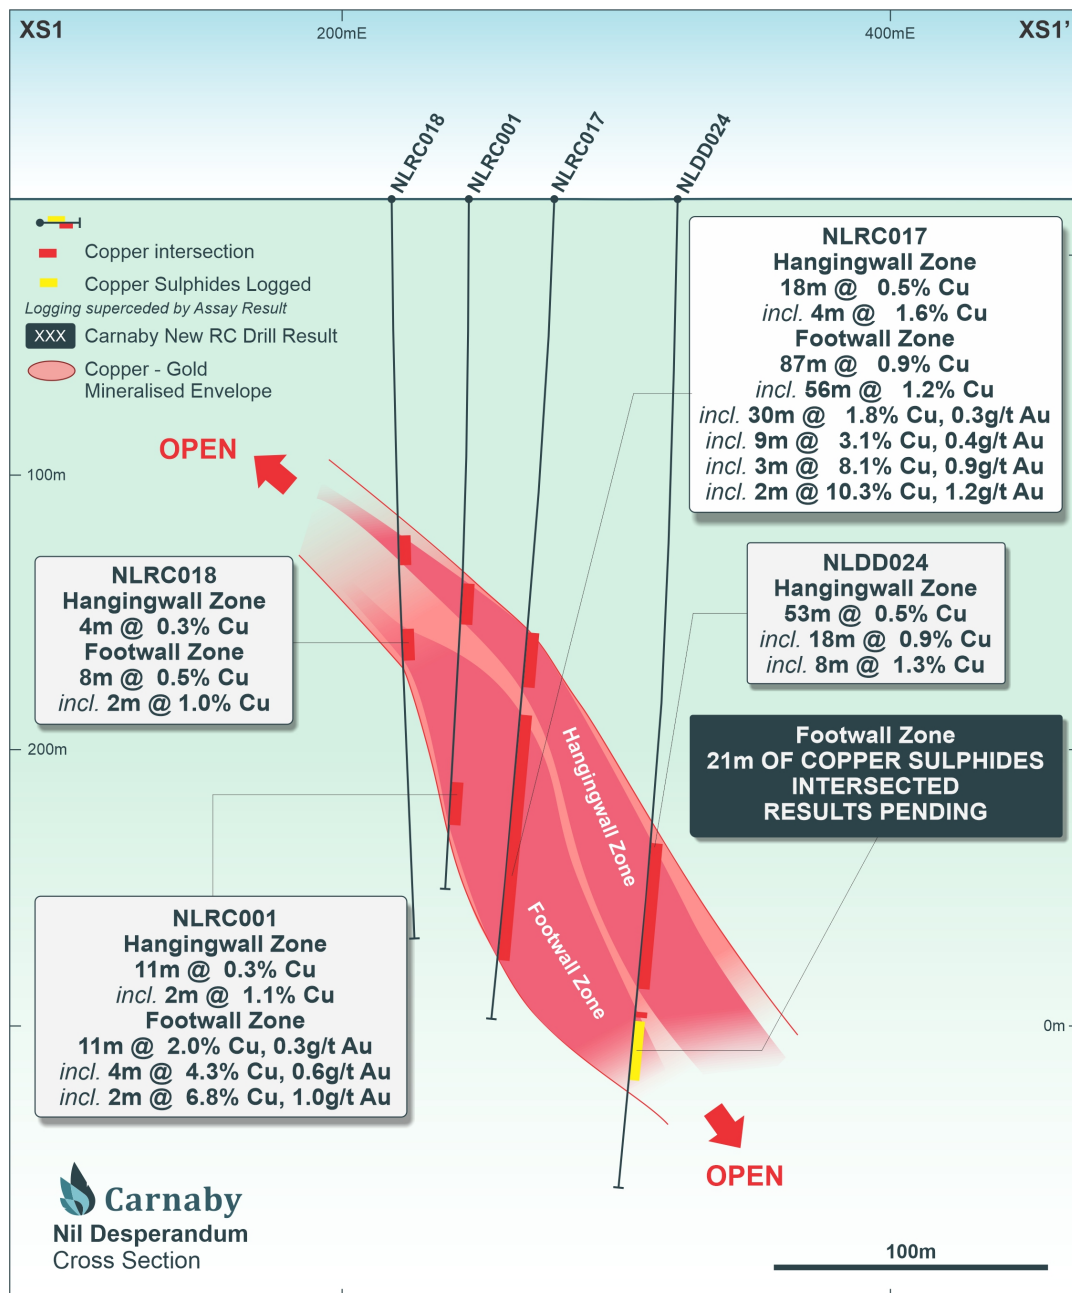 XS1
200mE
400mE
XS1'
NLRC018
NLRC001
NLRC017
NLDD024
Copper intersection
Copper Sulphides Logged
Logging superceded by Assay Result
XXX Carnaby New RC Drill Result
Copper - Gold
Mineralised Envelope
NLRC017
Hangingwall Zone
18m @ 0.5% Cu
incl. 4m @ 1.6% Cu
Footwall Zone
87m @ 0.9% Cu
incl. 56m @ 1.2% Cu
incl. 30m @ 1.8% Cu, 0.3g/t Au
incl. 9m @ 3.1% Cu, 0.4g/t Au
incl. 3m @ 8.1% Cu, 0.9g/t Au
incl. 2m @ 10.3% Cu, 1.2g/t Au
OPEN
100m
NLRC018
Hangingwall Zone
4m @ 0.3% Cu
Footwall Zone
8m @ 0.5% Cu
incl. 2m @ 1.0% Cu
NLDD024
Hangingwall Zone
53m @ 0.5% Cu
incl. 18m @ 0.9% Cu
incl. 8m @ 1.3% Cu
200m
Footwall Zone
21m OF COPPER SULPHIDES
INTERSECTED
RESULTS PENDING
Hangingwall Zone
Footwall Zone
NLRC001
Hangingwall Zone
11m @ 0.3% Cu
incl. 2m @ 1.1% Cu
Footwall Zone
11m @ 2.0% Cu, 0.3g/t Au
incl. 4m @ 4.3% Cu, 0.6g/t Au
incl. 2m @ 6.8% Cu, 1.0g/t Au
0m
OPEN
Carnaby
Nil Desperandum
Cross Section
100m